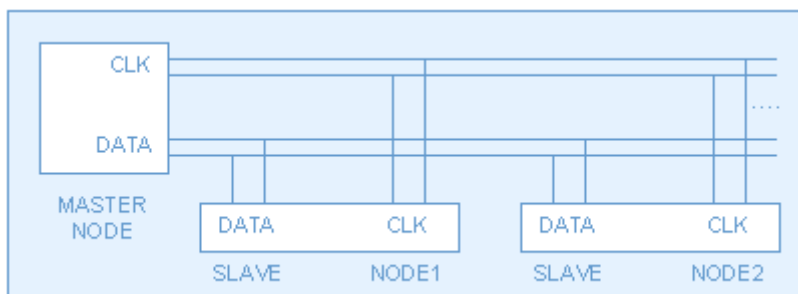 CLK
DATA
MASTER
NODE
DATA CLK
SLAVE NODE1
DATA CLK
SLAVE NODE2
....